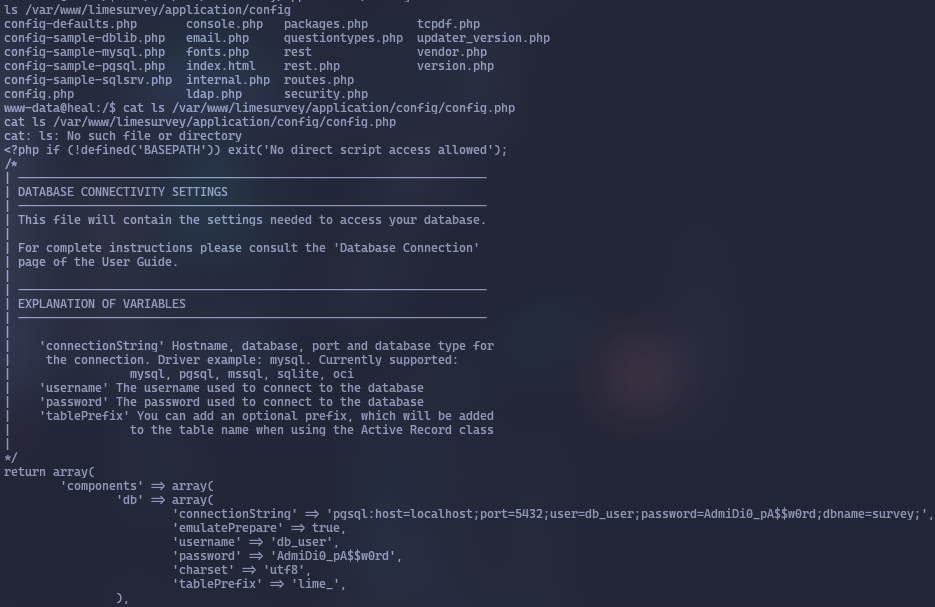 ls /var/www/limesurvey/application/config
config-defaults.php       console.php   packages.php       tcpdf.php
config-sample-dblib.php   email.php     questiontypes.php  updater_version.php
config-sample-mysql.php   fonts.php     rest               vendor.php
config-sample-pgsql.php   index.html    rest.php           version.php
config-sample-sqlsrv.php  internal.php  routes.php
config.php                ldap.php      security.php
www-data@heal:/$ cat ls /var/www/limesurvey/application/config/config.php
cat ls /var/www/limesurvey/application/config/config.php
cat: ls: No such file or directory
<?php if (!defined('BASEPATH')) exit('No direct script access allowed');
/*
| -------------------------------------------------------------------
| DATABASE CONNECTIVITY SETTINGS
| -------------------------------------------------------------------
| This file will contain the settings needed to access your database.
|
| For complete instructions please consult the 'Database Connection'
| page of the User Guide.
|
| -------------------------------------------------------------------
| EXPLANATION OF VARIABLES
| -------------------------------------------------------------------
|
|    'connectionString' Hostname, database, port and database type for
|     the connection. Driver example: mysql. Currently supported:
|                 mysql, pgsql, mssql, sqlite, oci
|    'username' The username used to connect to the database
|    'password' The password used to connect to the database
|    'tablePrefix' You can add an optional prefix, which will be added
|                 to the table name when using the Active Record class
|
*/
return array(
        'components' => array(
                'db' => array(
                        'connectionString' => 'pgsql:host=localhost;port=5432;user=db_user;password=AdmiDi0_pA$$w0rd;dbname=survey;',
                        'emulatePrepare' => true,
                        'username' => 'db_user',
                        'password' => 'AdmiDi0_pA$$w0rd',
                        'charset' => 'utf8',
                        'tablePrefix' => 'lime_',
                ),